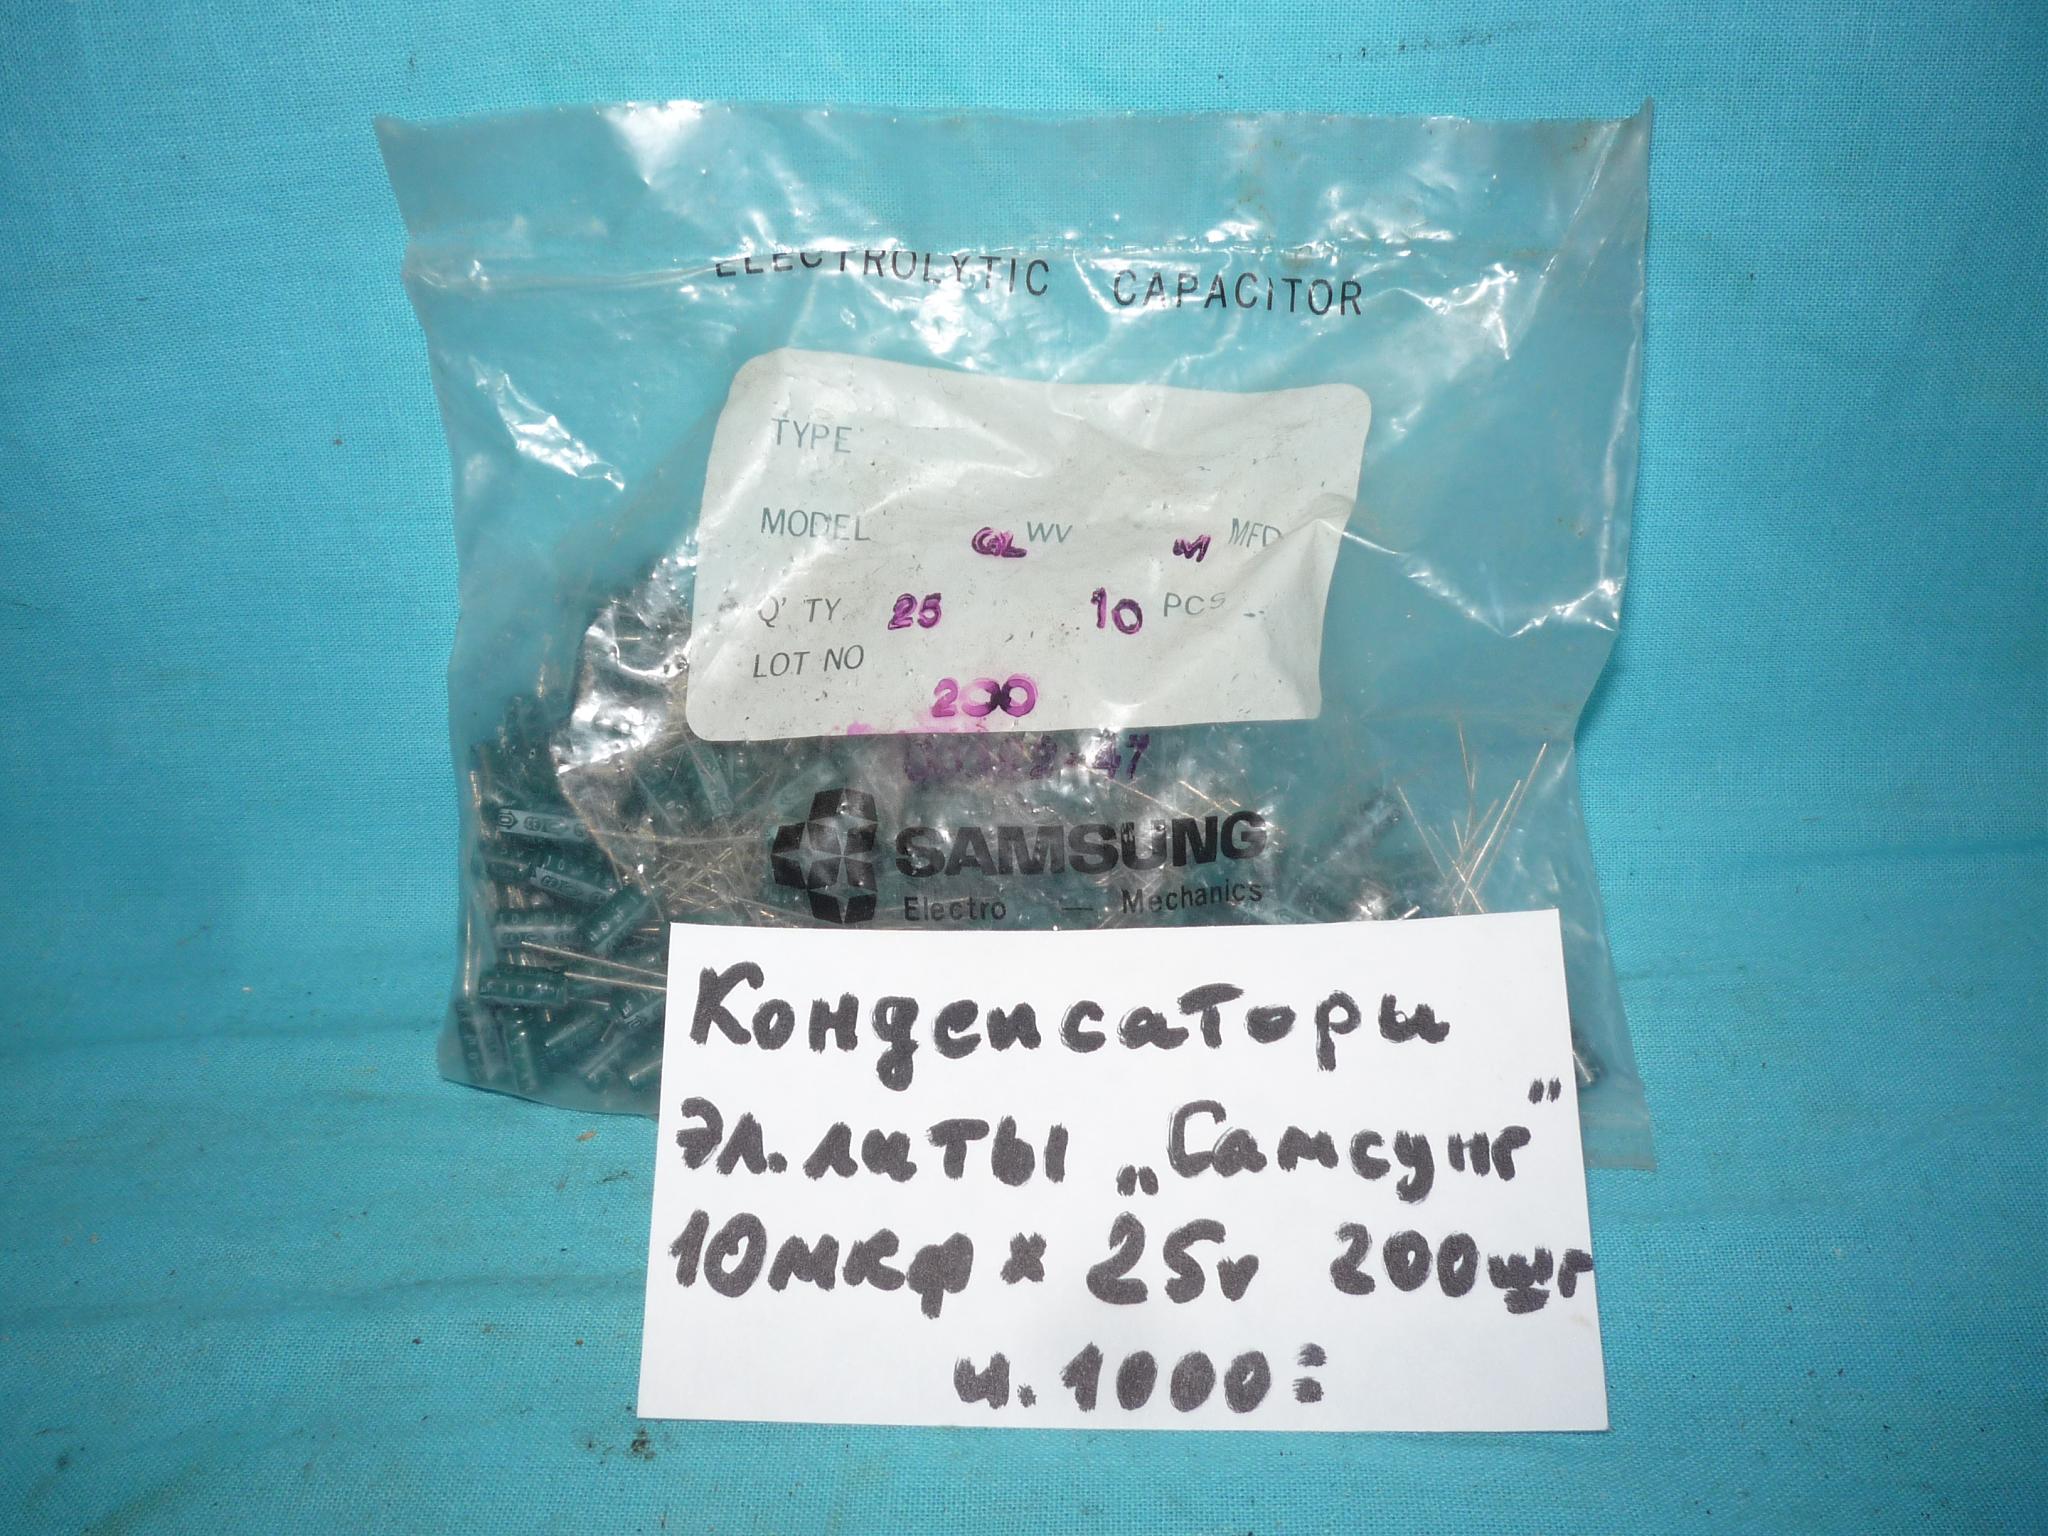 ELECTROLYTIC CAPACITOR
TYPE
MODEL GL WV M MFD
Q'TY 25 10 PCS
LOT NO
200
SAMSUNG
Electro — Mechanics
Конденсаторы
эл.литы „Самсунг"
10мкф x 25v 200шт
ц. 1000=